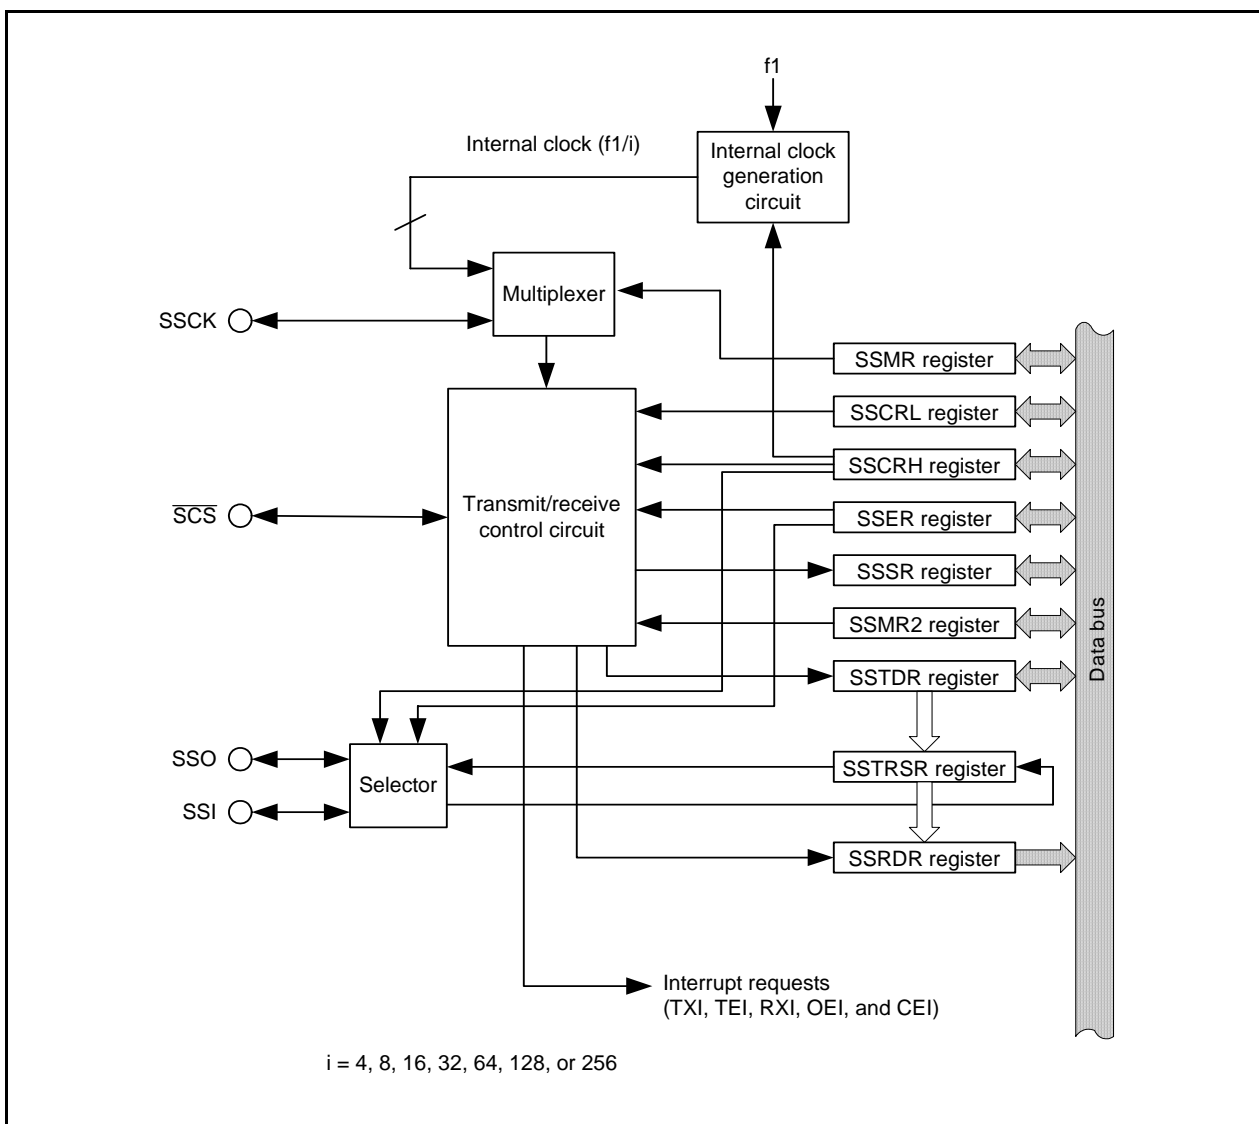 f1
Internal clock (f1/i)
Internal clock
generation
circuit
Multiplexer
SSCK
SSMR register
SSCRL register
SSCRH register
SCS
Transmit/receive
control circuit
SSER register
SSSR register
SSMR2 register
SSTDR register
Data bus
SSO
SSI
Selector
SSTRSR register
SSRDR register
Interrupt requests
(TXI, TEI, RXI, OEI, and CEI)
i = 4, 8, 16, 32, 64, 128, or 256